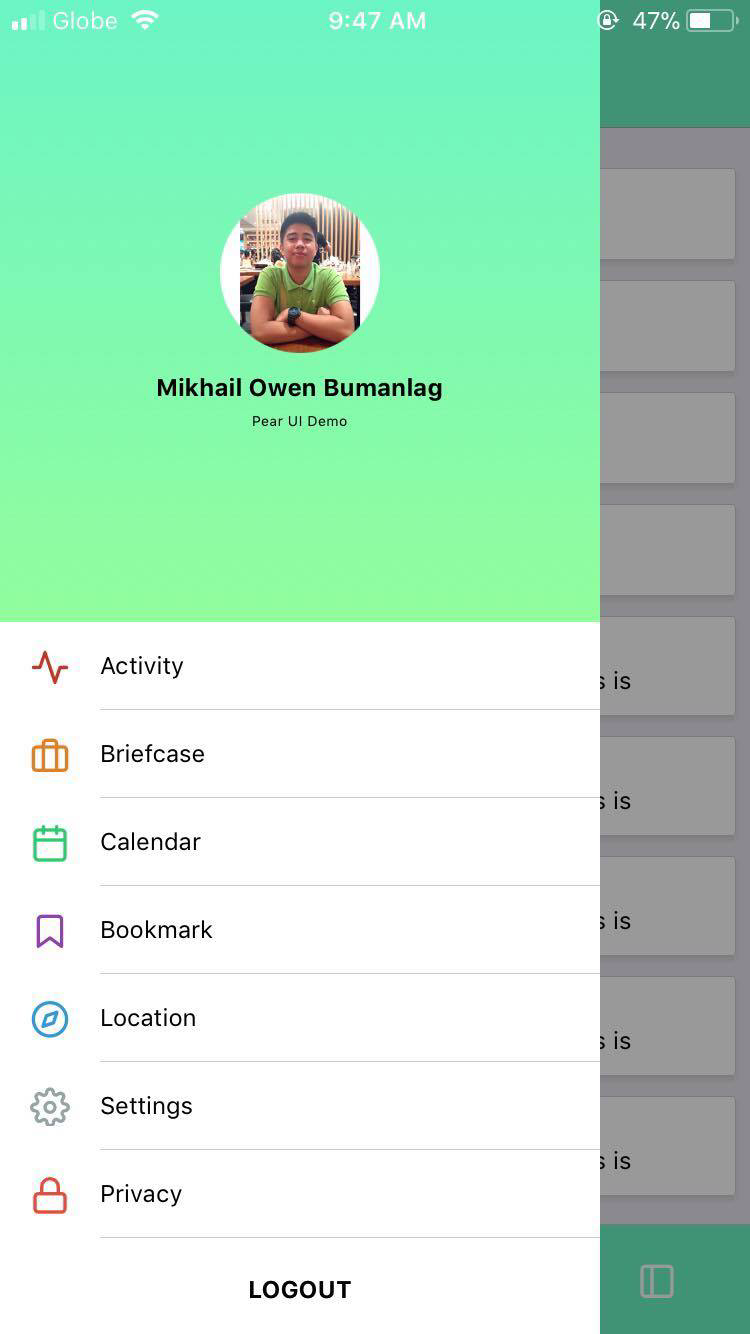 Globe 9:47 AM 47%
Mikhail Owen Bumanlag
Pear UI Demo
Activity
s is
Briefcase
s is
Calendar
s is
Bookmark
Location
s is
Settings
s is
Privacy
LOGOUT